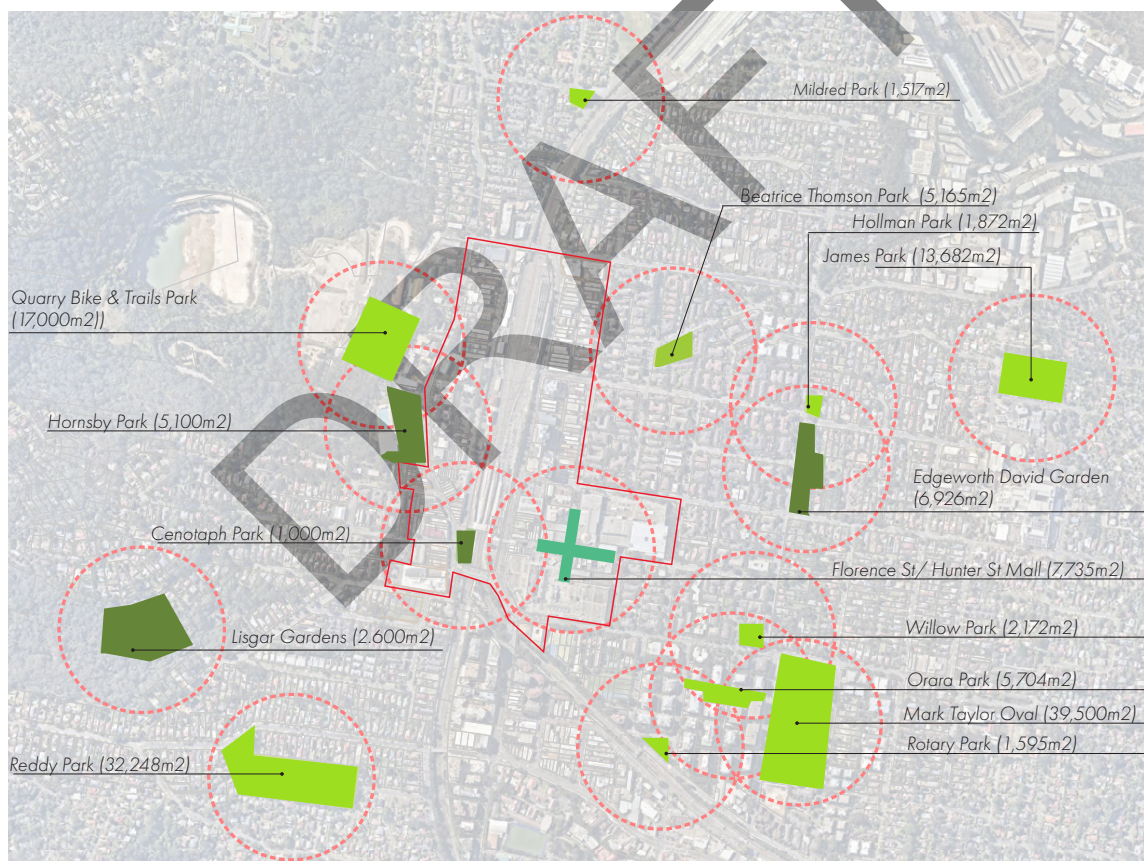 Mildred Park (1,517m2)
Beatrice Thomson Park (5,165m2)
Hollman Park (1,872m2)
James Park (13,682m2)
Quarry Bike & Trails Park
(17,000m2))
Hornsby Park (5,100m2)
Edgeworth David Garden
(6,926m2)
Cenotaph Park (1,000m2)
Florence St/ Hunter St Mall (7,735m2)
Lisgar Gardens (2.600m2)
Willow Park (2,172m2)
Orara Park (5,704m2)
Mark Taylor Oval (39,500m2)
Rotary Park (1,595m2)
Reddy Park (32,248m2)
DRAFT